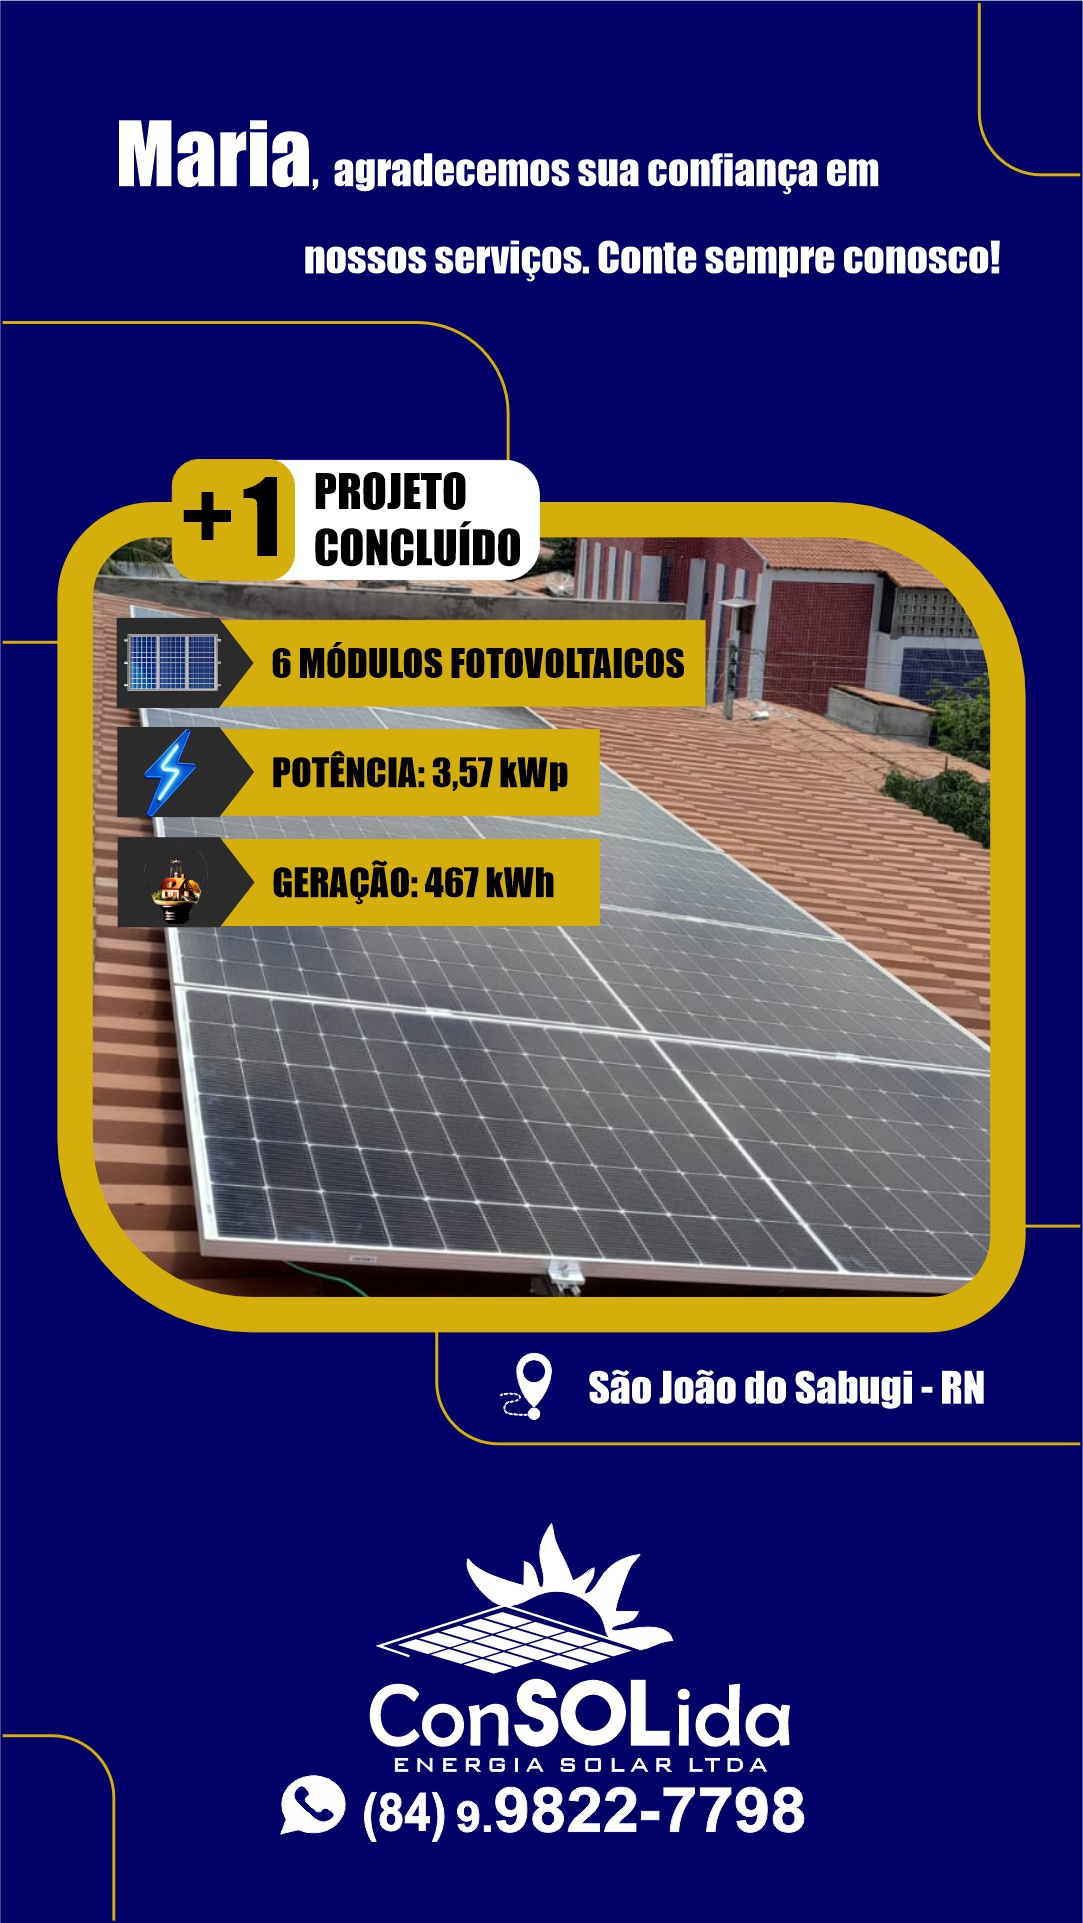 Maria, agradecemos sua confiança em
nossos serviços. Conte sempre conosco!
+1 PROJETO
CONCLUÍDO
6 MÓDULOS FOTOVOLTAICOS
POTÊNCIA: 3,57 kWp
GERAÇÃO: 467 kWh
São João do Sabugi - RN
ConSOLida
ENERGIA SOLAR LTDA
(84) 9.9822-7798